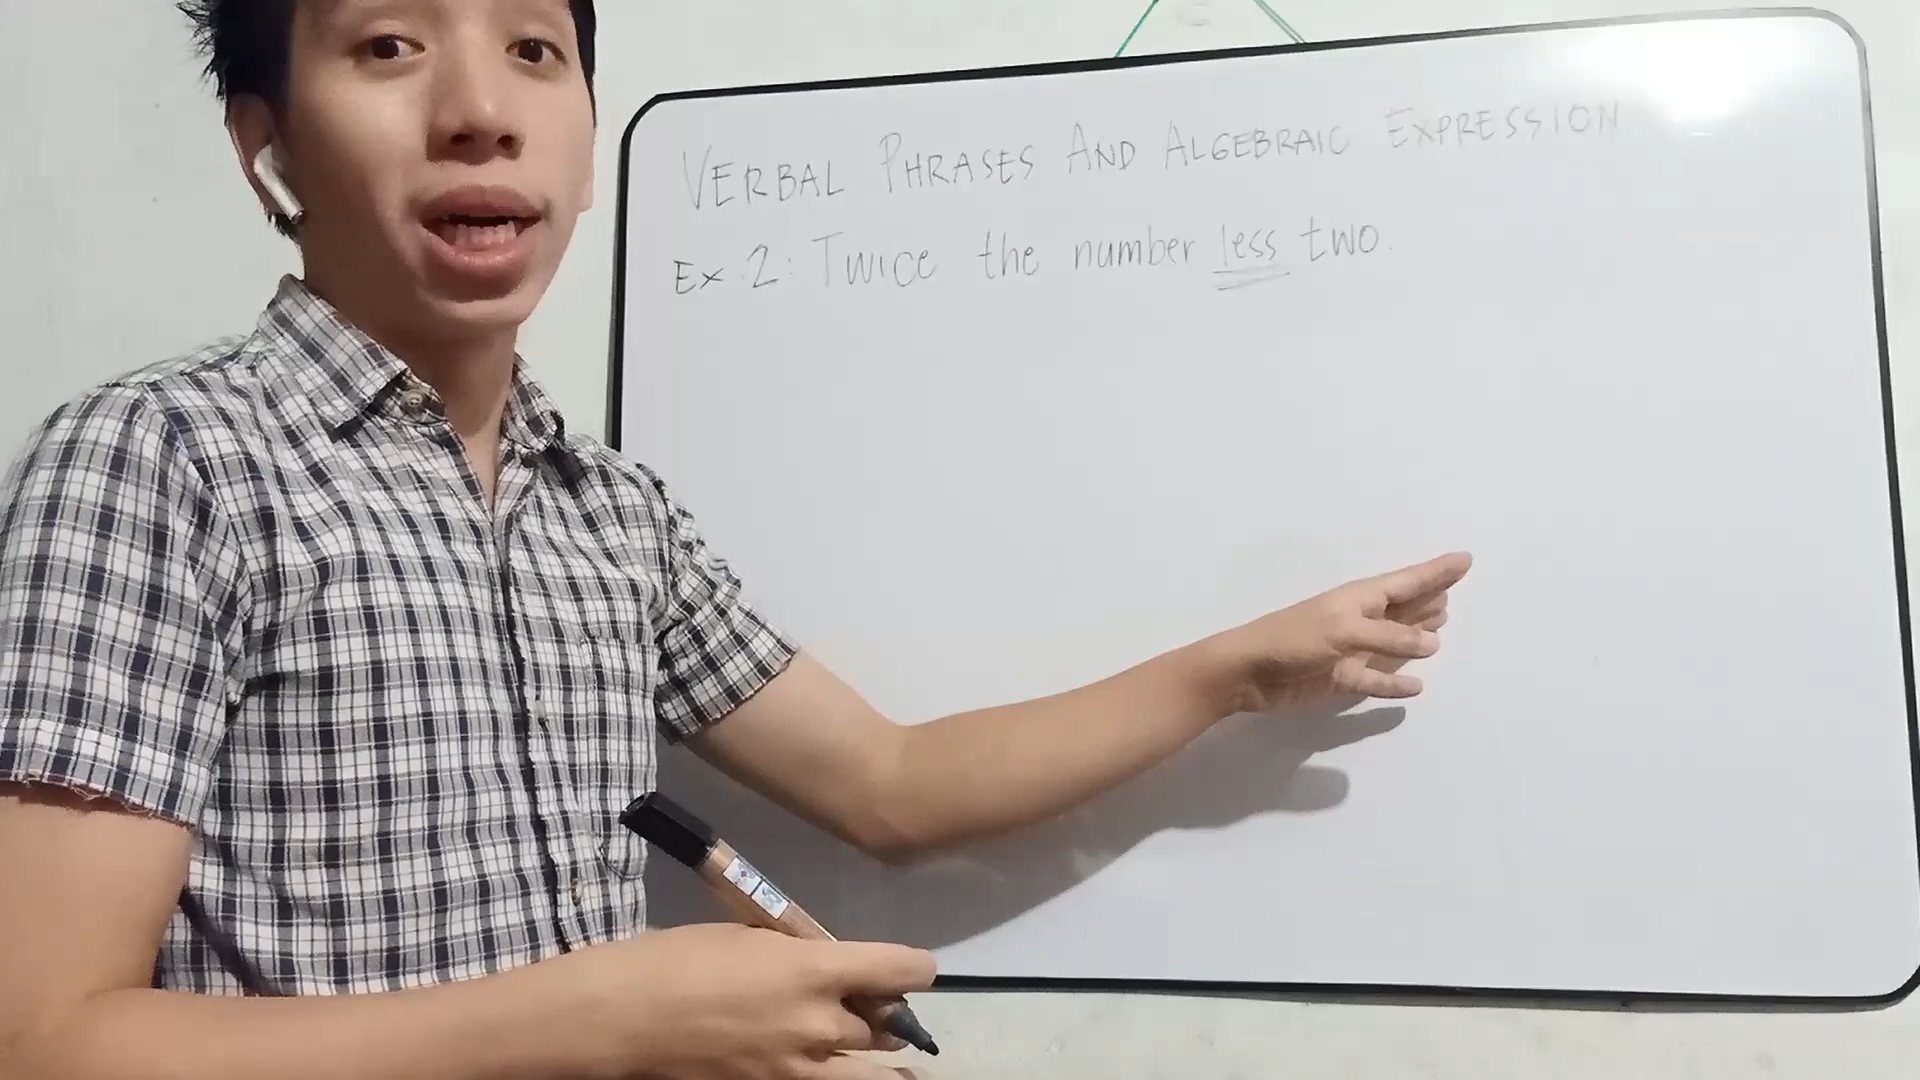 VERBAL PHRASES AND ALGEBRAIC EXPRESSION
Ex 2: Twice the number less two.